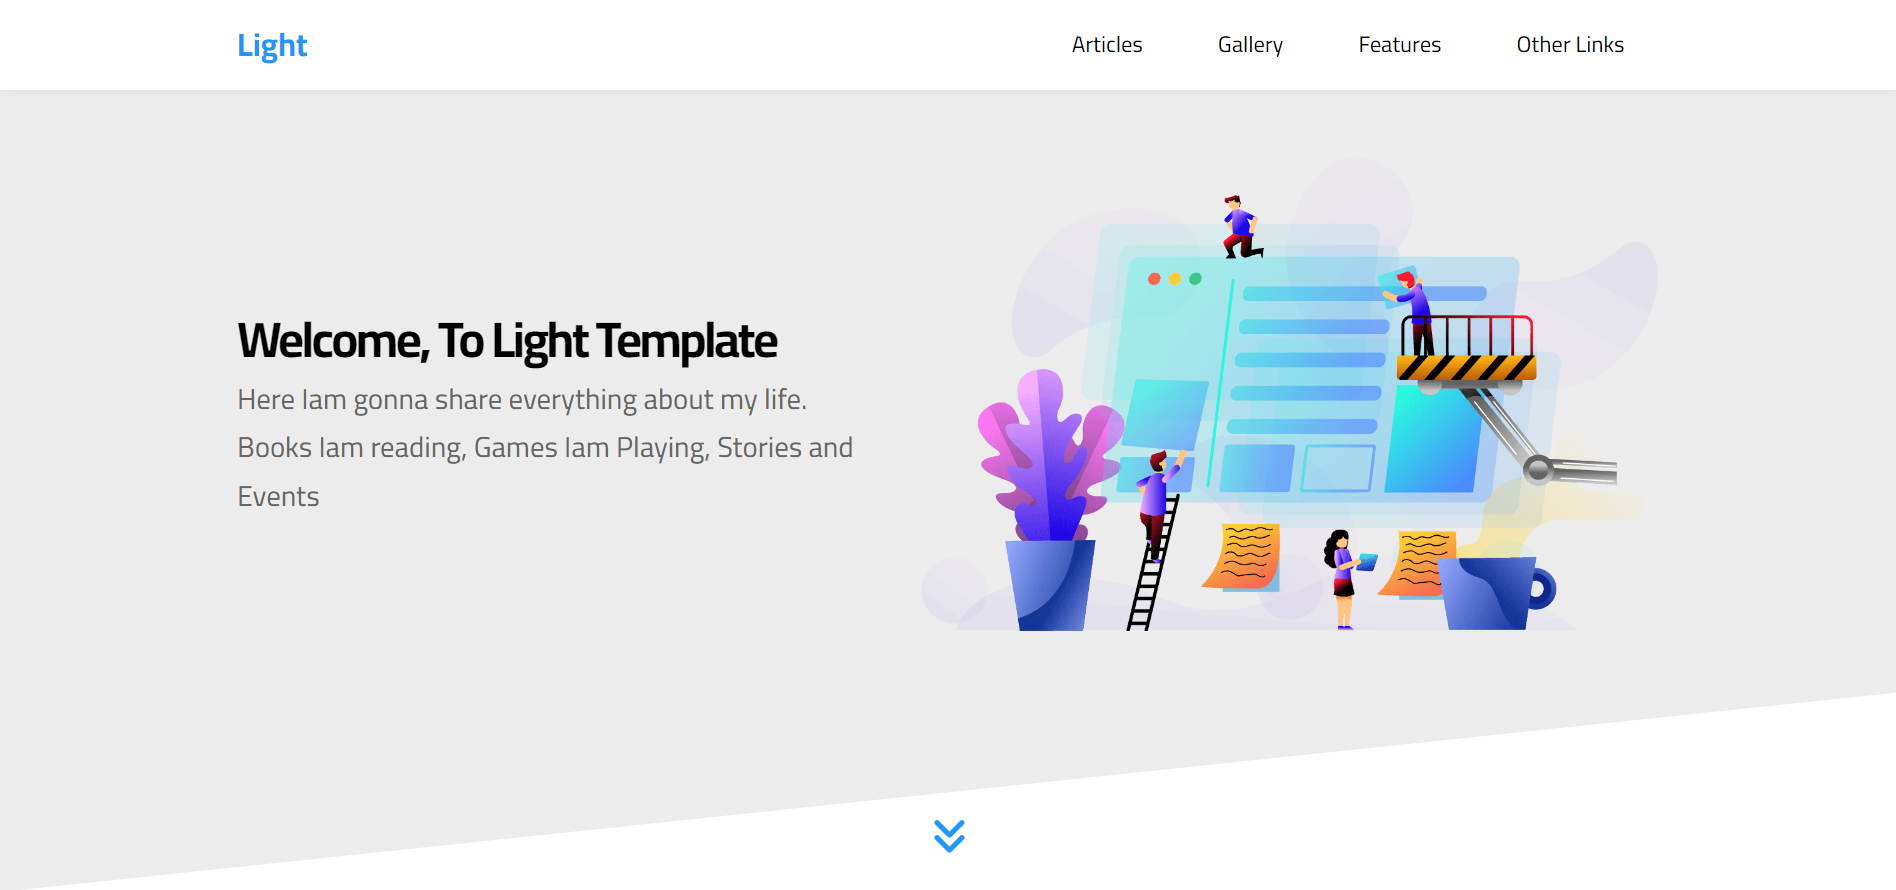 Light
Articles
Gallery
Features
Other Links
Welcome, To Light Template
Here Iam gonna share everything about my life.
Books Iam reading, Games Iam Playing, Stories and
Events